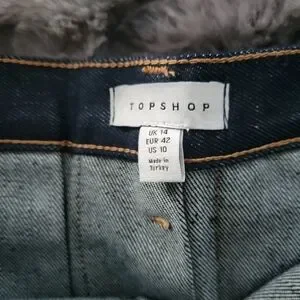 TOPSHOP
UK 14
EUR 42
US 10
Made in
Turkey